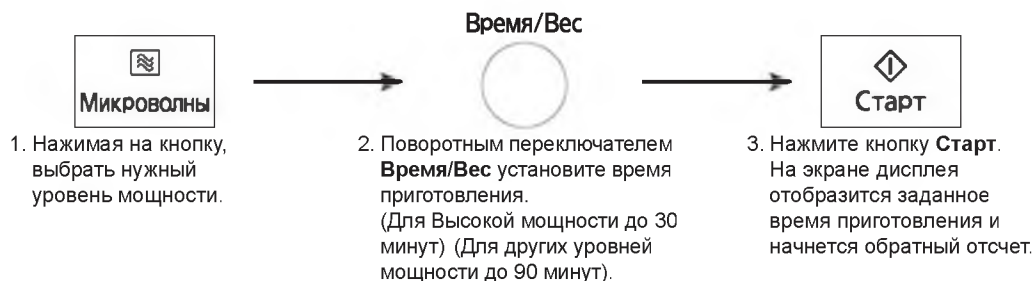 Время/Вес
Микроволны
Старт
1. Нажимая на кнопку,
выбрать нужный
уровень мощности.
2. Поворотным переключателем
Время/Вес установите время
приготовления.
(Для Высокой мощности до 30
минут) (Для других уровней
мощности до 90 минут).
3. Нажмите кнопку Старт.
На экране дисплея
отобразится заданное
время приготовления и
начнется обратный отсчет.